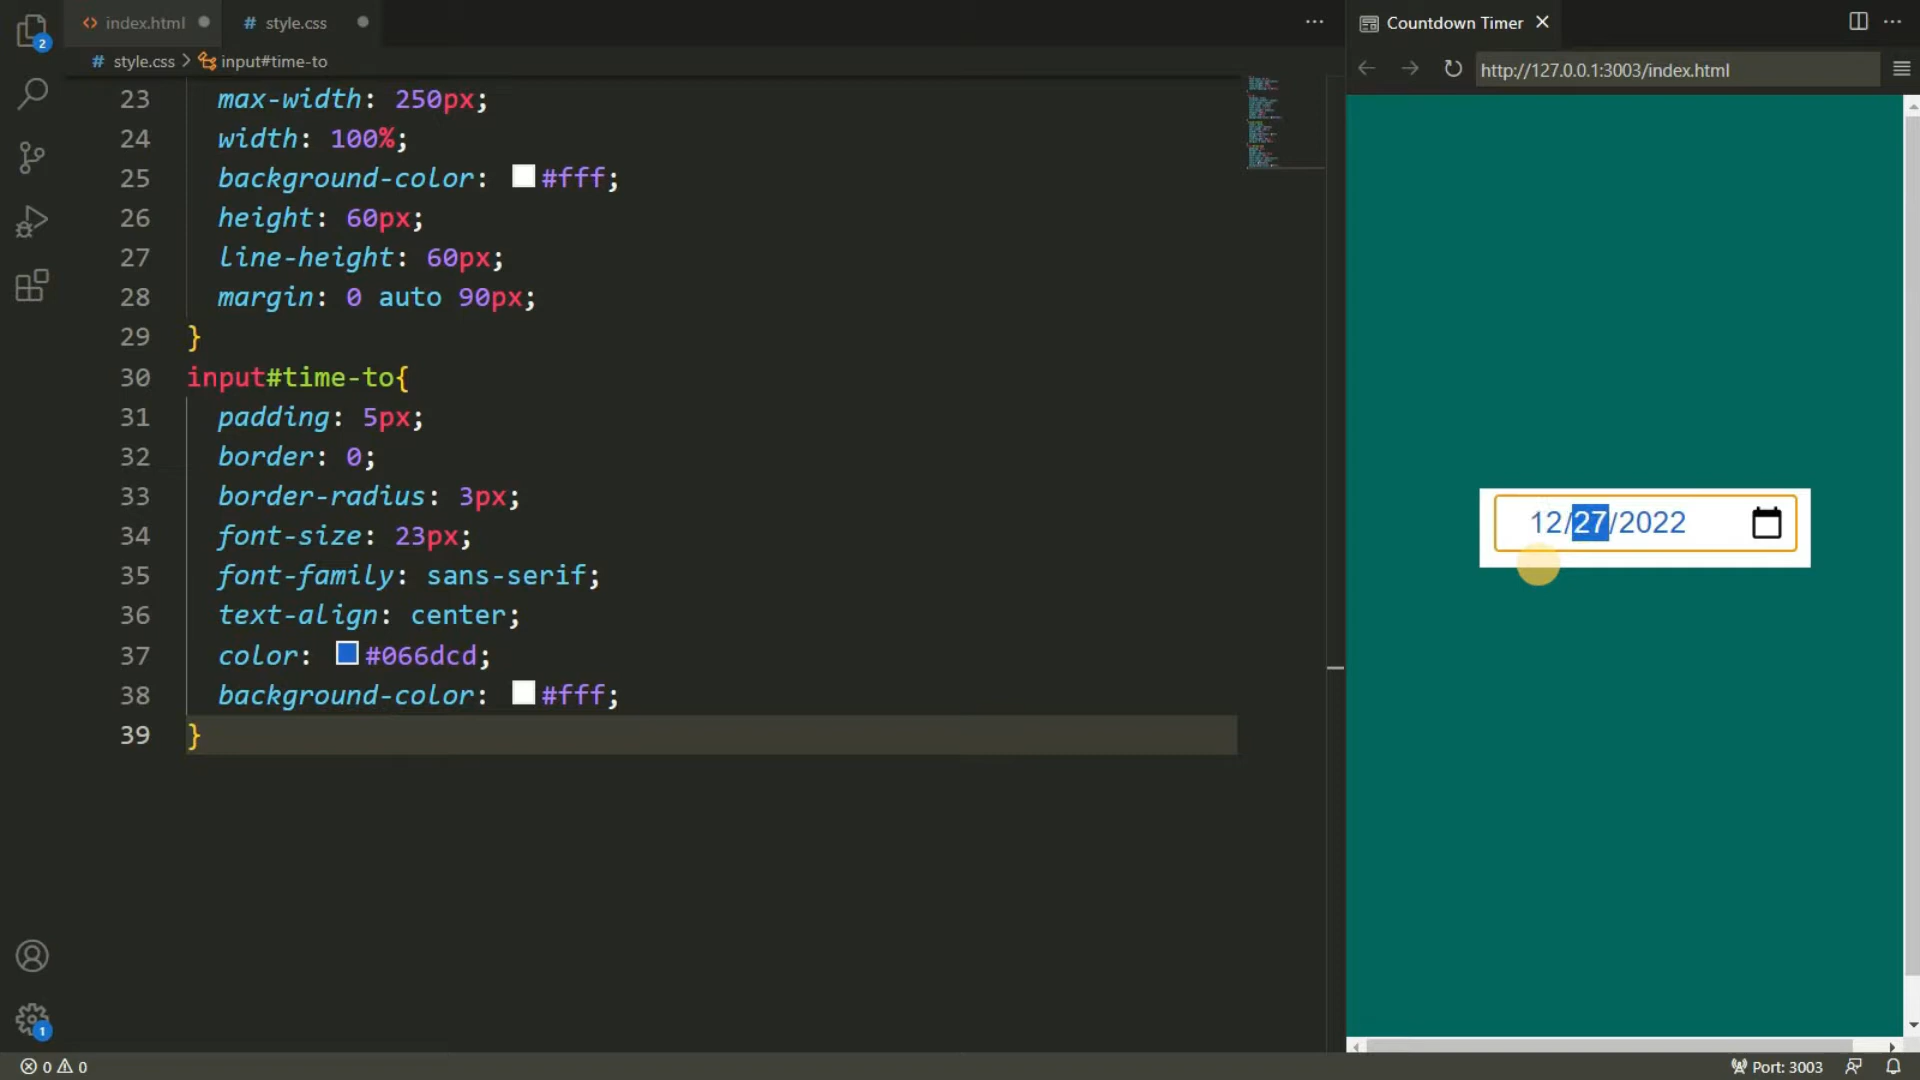 index.html
# style.css
Countdown Timer
# style.css > input#time-to
http://127.0.0.1:3003/index.html
2
23 max-width: 250px;
24 width: 100%;
25 background-color: #fff;
26 height: 60px;
27 line-height: 60px;
28 margin: 0 auto 90px;
29 }
30 input#time-to{
31 padding: 5px;
32 border: 0;
33 border-radius: 3px;
34 font-size: 23px;
35 font-family: sans-serif;
36 text-align: center;
37 color: #066dcd;
38 background-color: #fff;
39 }
12/27/2022
1
0 0
Port: 3003